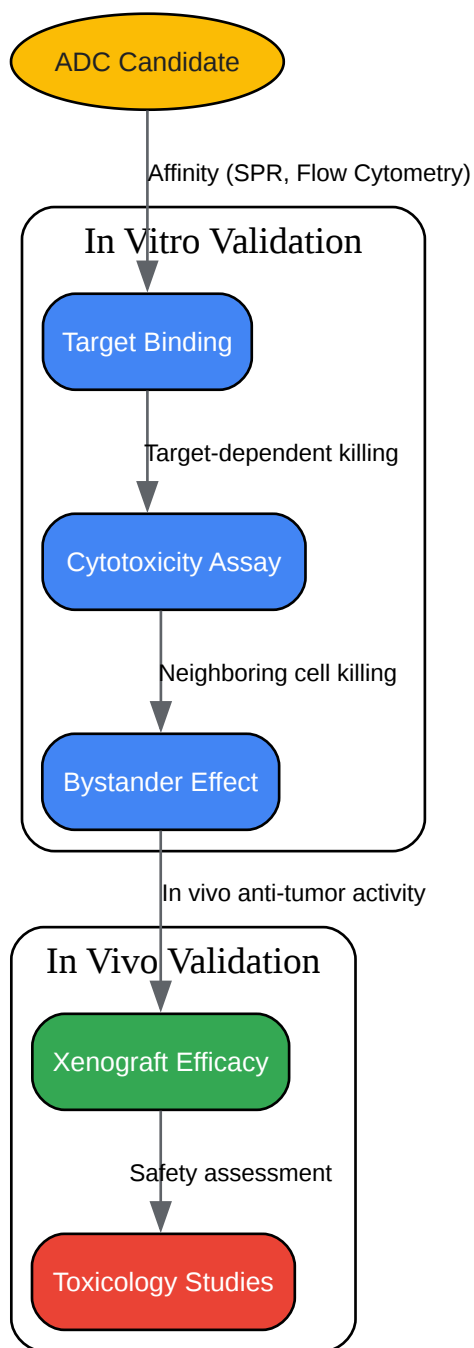 ADC Candidate
Affinity (SPR, Flow Cytometry)
In Vitro Validation
Target Binding
Target-dependent killing
Cytotoxicity Assay
Neighboring cell killing
Bystander Effect
In vivo anti-tumor activity
In Vivo Validation
Xenograft Efficacy
Safety assessment
Toxicology Studies